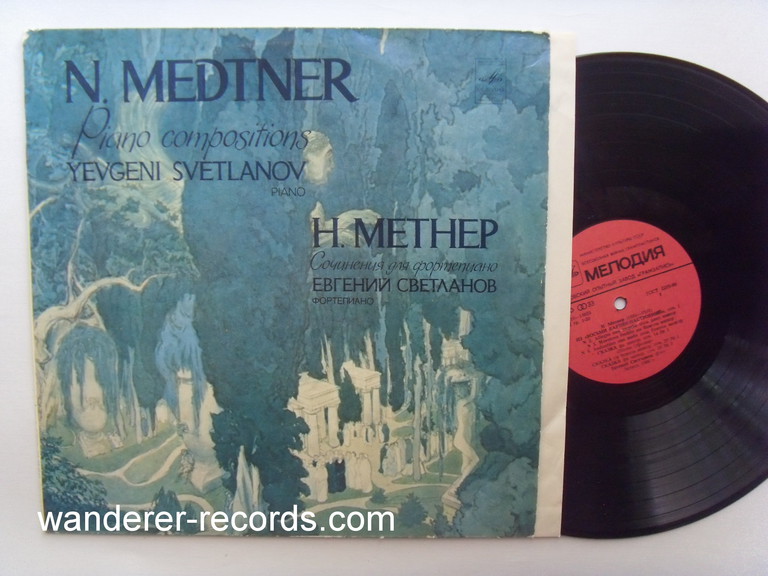 N. MEDTNER
Piano compositions
YEVGENI SVETLANOV
PIANO
Н. МЕТНЕР
Сочинения для фортепиано
ЕВГЕНИЙ СВЕТЛАНОВ
ФОРТЕПИАНО
МЕЛОДИЯ
wanderer-records.com